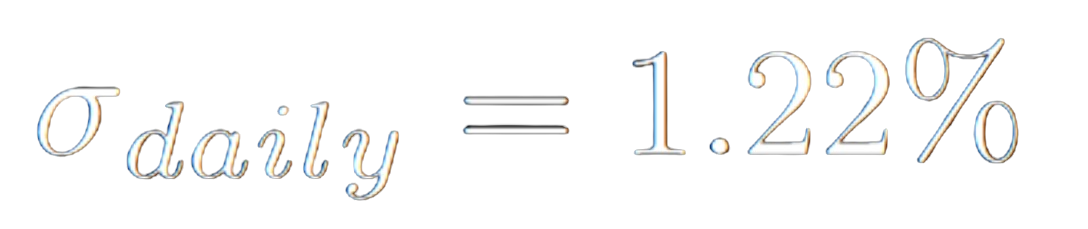 σ_daily = 1.22%